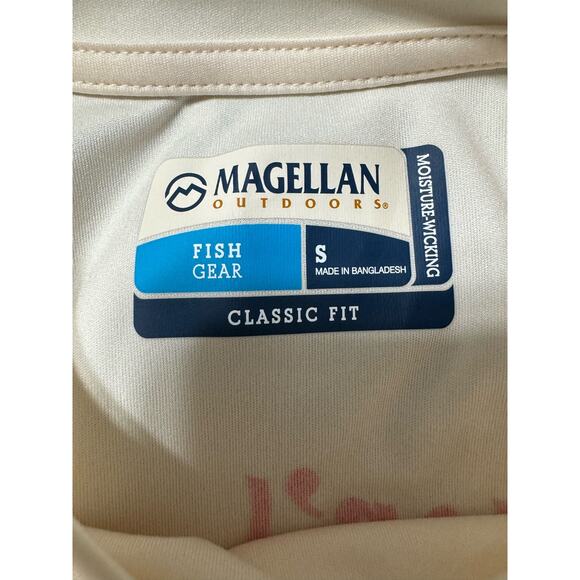 MAGELLAN
OUTDOORS®
MOISTURE-WICKING
FISH
GEAR
S
MADE IN BANGLADESH
CLASSIC FIT